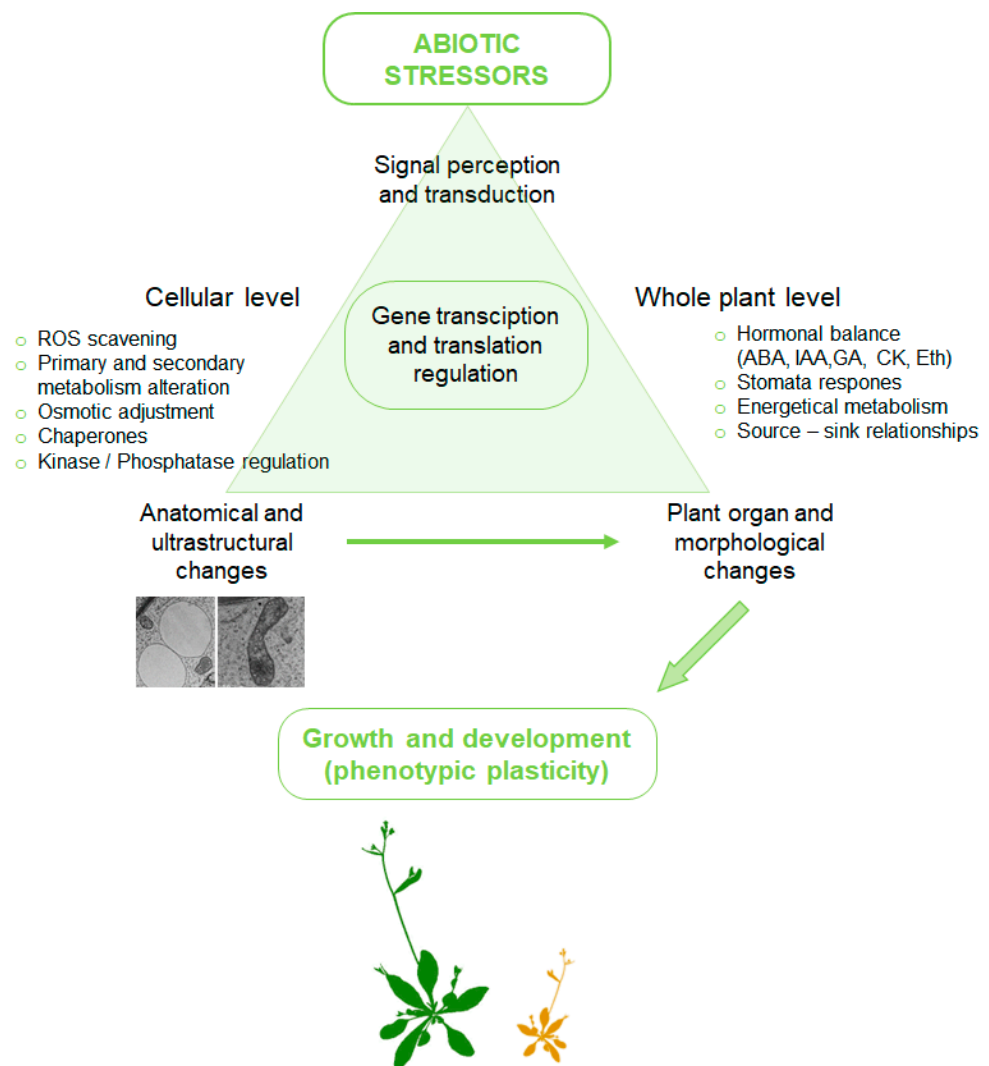 ABIOTIC
STRESSORS
Signal perception
and transduction
Cellular level
ROS scavening
Primary and secondary
metabolism alteration
Osmotic adjustment
Chaperones
Kinase / Phosphatase regulation
Gene transciption
and translation
regulation
Whole plant level
Hormonal balance
(ABA, IAA,GA, CK, Eth)
Stomata respones
Energetical metabolism
Source – sink relationships
Anatomical and
ultrastructural
changes
Plant organ and
morphological
changes
Growth and development
(phenotypic plasticity)